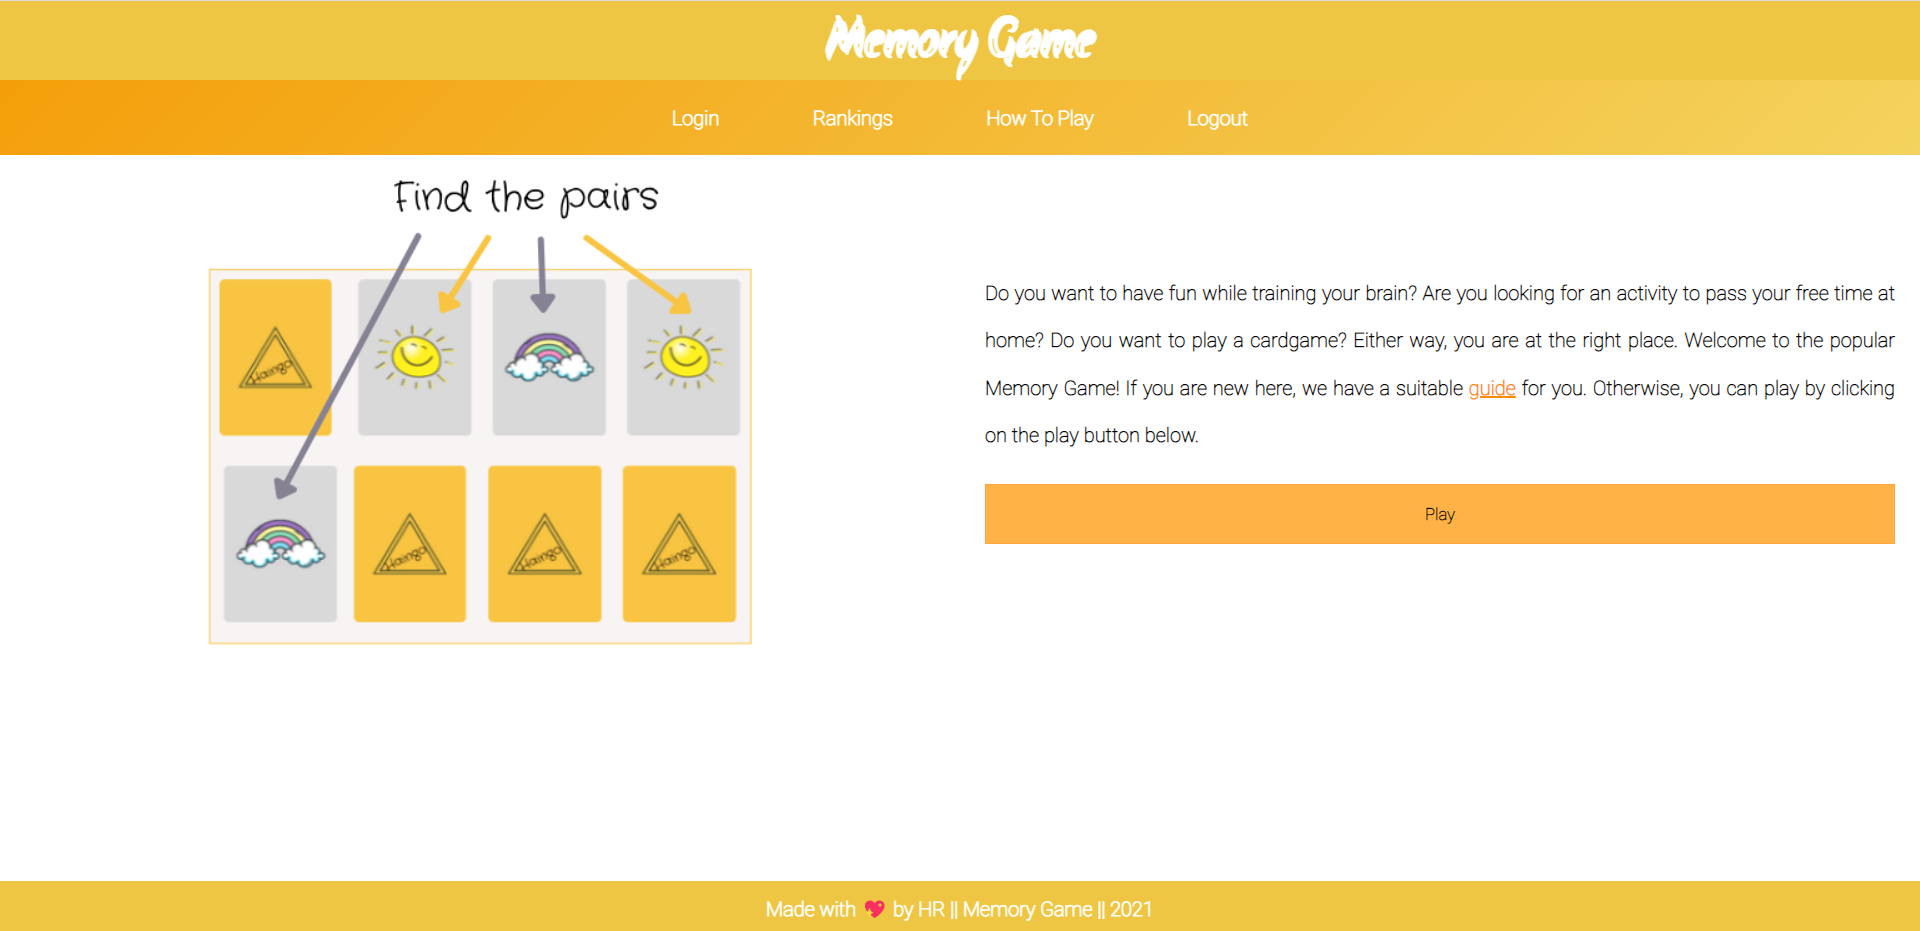 Memory Game
Login Rankings How To Play Logout
Find the pairs
Hainga
Hainga Hainga Hainga
Do you want to have fun while training your brain? Are you looking for an activity to pass your free time at
home? Do you want to play a cardgame? Either way, you are at the right place. Welcome to the popular
Memory Game! If you are new here, we have a suitable guide for you. Otherwise, you can play by clicking
on the play button below.
Play
Made with 💖 by HR || Memory Game || 2021